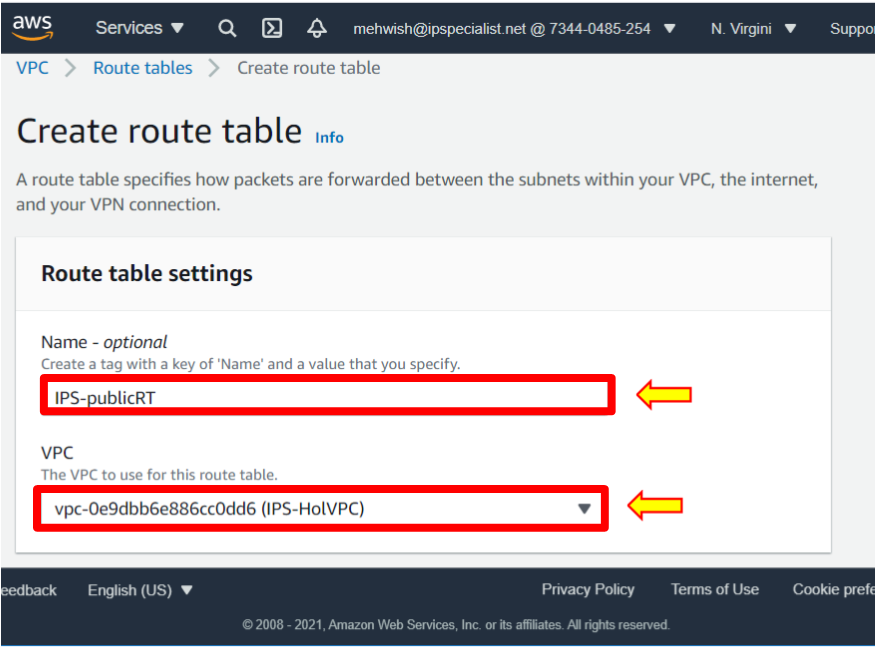 aws Services mehwish@ipspecialist.net @ 7344-0485-254 N. Virgini Suppor
VPC > Route tables > Create route table
Create route table Info
A route table specifies how packets are forwarded between the subnets within your VPC, the internet,
and your VPN connection.
Route table settings
Name - optional
Create a tag with a key of 'Name' and a value that you specify.
IPS-publicRT
VPC
The VPC to use for this route table.
vpc-0e9dbb6e886cc0dd6 (IPS-HolVPC)
eedback English (US) Privacy Policy Terms of Use Cookie prefe
© 2008 - 2021, Amazon Web Services, Inc. or its affiliates. All rights reserved.